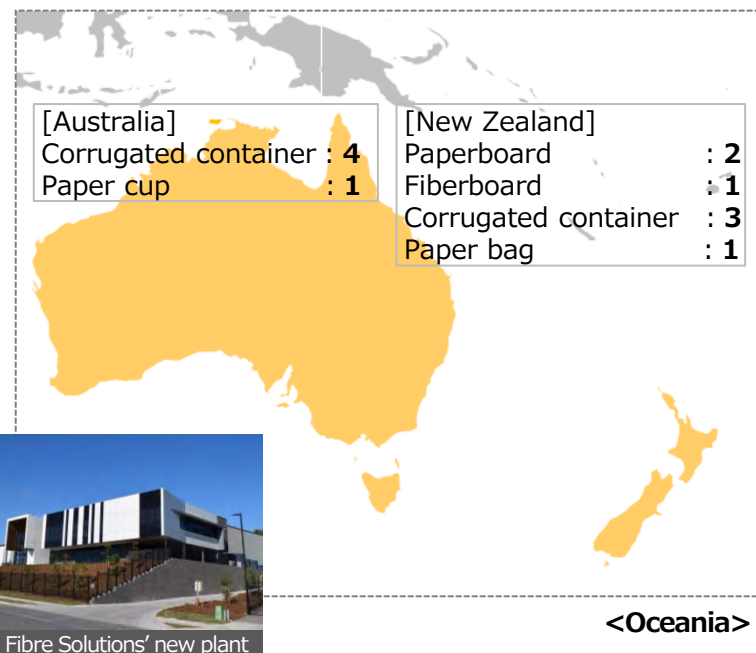 [Australia]
Corrugated container : 4
Paper cup : 1
[New Zealand]
Paperboard : 2
Fiberboard : 1
Corrugated container : 3
Paper bag : 1
Fibre Solutions’ new plant
<Oceania>